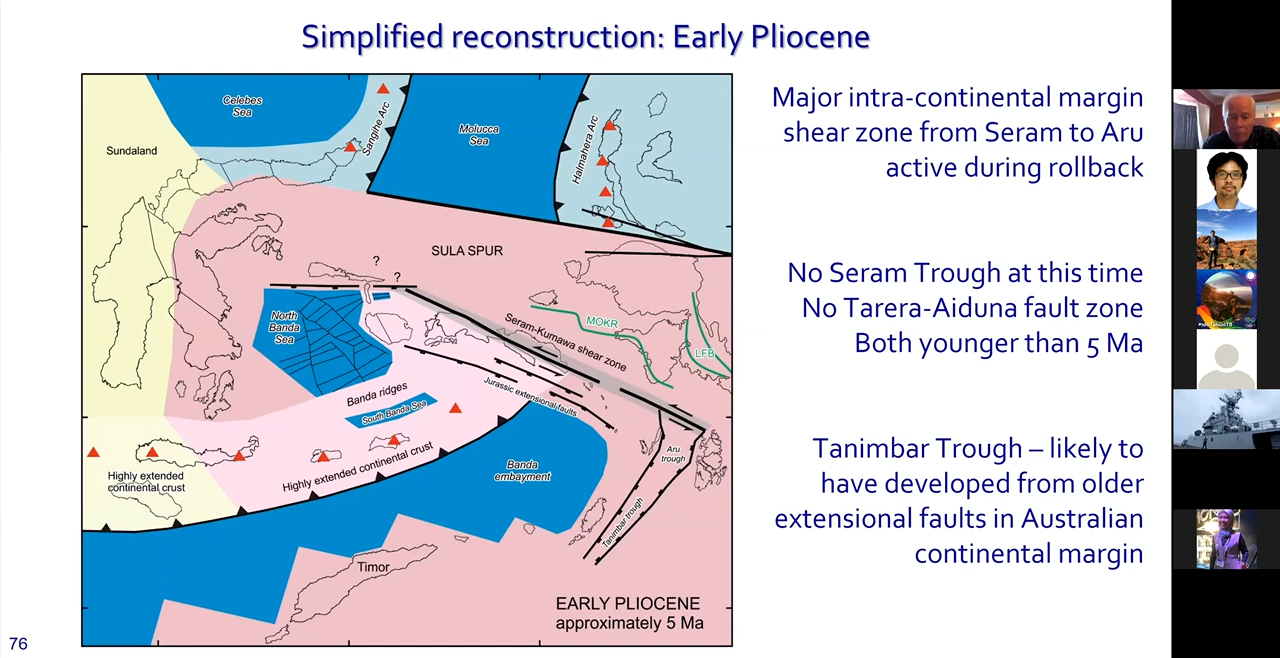 Simplified reconstruction: Early Pliocene
Celebes
Sea
Sangihe Arc
Molucca
Sea
Halmahera Arc
Sundaland
SULA SPUR
?
?
North
Banda
Sea
MOKR
LFB
Seram-Kumawa shear zone
Jurassic extensional faults
Banda ridges
South Banda Sea
Highly extended
continental crust
Highly extended continental crust
Banda
embayment
Aru
trough
Tanimbar trough
Timor
EARLY PLIOCENE
approximately 5 Ma
Major intra-continental margin
shear zone from Seram to Aru
active during rollback
No Seram Trough at this time
No Tarera-Aiduna fault zone
Both younger than 5 Ma
Tanimbar Trough – likely to
have developed from older
extensional faults in Australian
continental margin
76